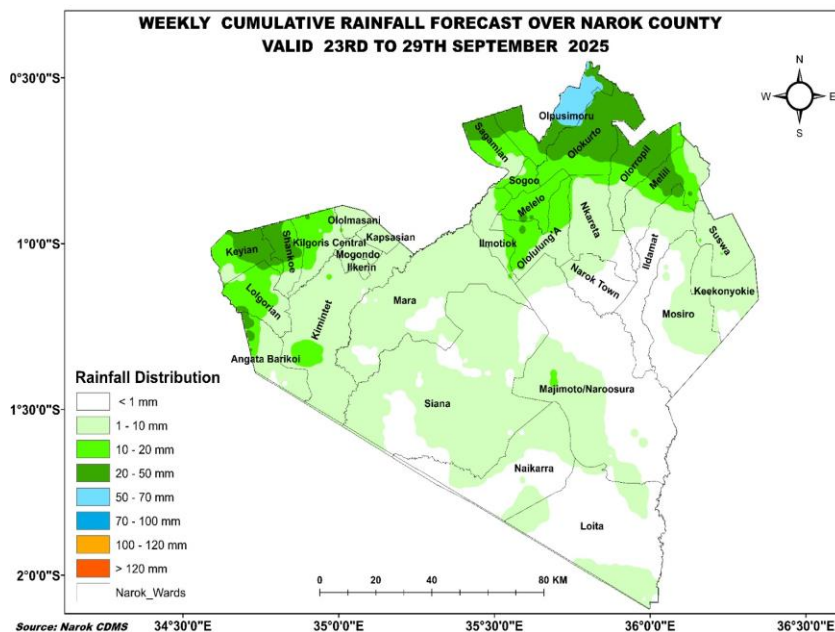 WEEKLY CUMULATIVE RAINFALL FORECAST OVER NAROK COUNTY
VALID 23RD TO 29TH SEPTEMBER 2025
N
W E
S
0°30'0"S
1°0'0"S
1°30'0"S
2°0'0"S
Olpusimoru
Sagamian
Olokurto
Olorropil
Melili
Sogoo
Melelo
Nkareta
Suswa
Ololmasani
Kapsasian
Kilgoris Central
Shankoe
Keyian
Mogondo
Ilkerin
Ilmotiok
Ololulung'A
Ildamat
Narok Town
Keekonyokie
Mosiro
Lolgorian
Kimintet
Mara
Angata Barikoi
Siana
Majimoto/Naroosura
Naikarra
Loita
Rainfall Distribution
< 1 mm
1 - 10 mm
10 - 20 mm
20 - 50 mm
50 - 70 mm
70 - 100 mm
100 - 120 mm
> 120 mm
Narok_Wards
0 20 40 80 KM
Source: Narok CDMS
34°30'0"E 35°0'0"E 35°30'0"E 36°0'0"E 36°30'0"E